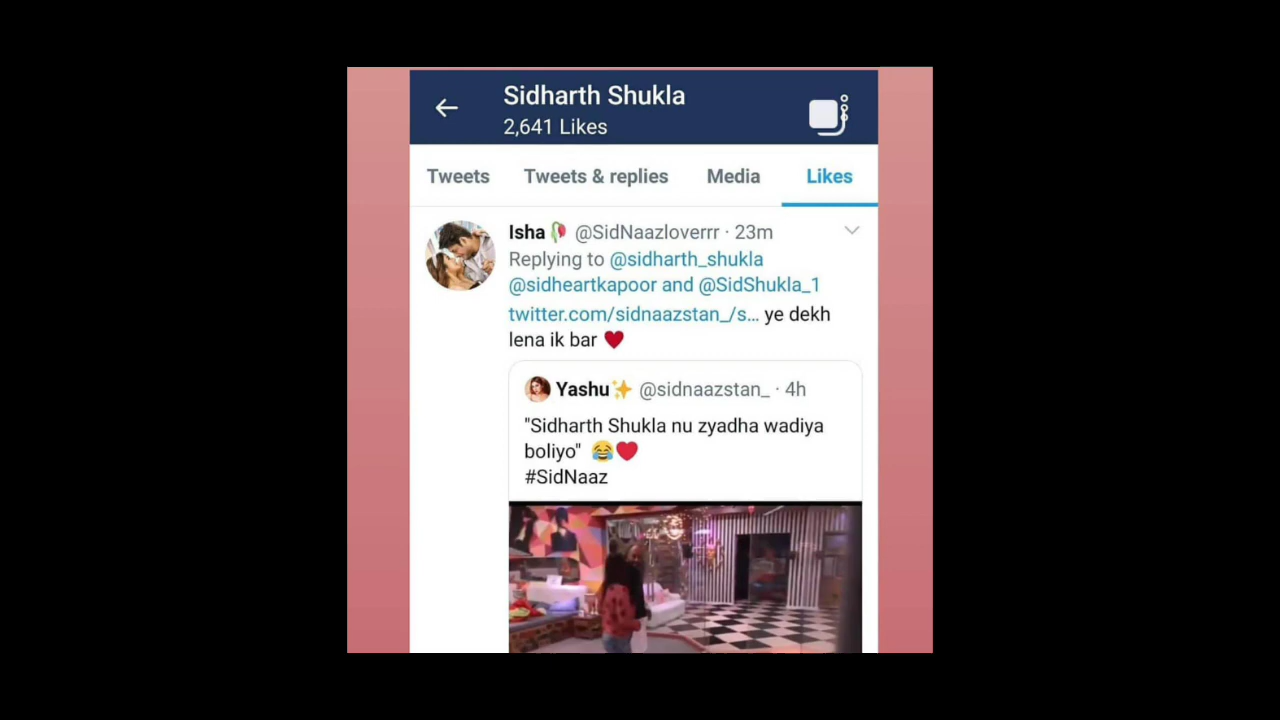 Sidharth Shukla
2,641 Likes
Tweets Tweets & replies Media Likes
Isha🥀 @SidNaazloverrr · 23m
Replying to @sidharth_shukla
@sidheartkapoor and @SidShukla_1
twitter.com/sidnaazstan_/s... ye dekh
lena ik bar ♥
Yashu✨ @sidnaazstan_ · 4h
"Sidharth Shukla nu zyadha wadiya
boliyo" 😂❤
#SidNaaz